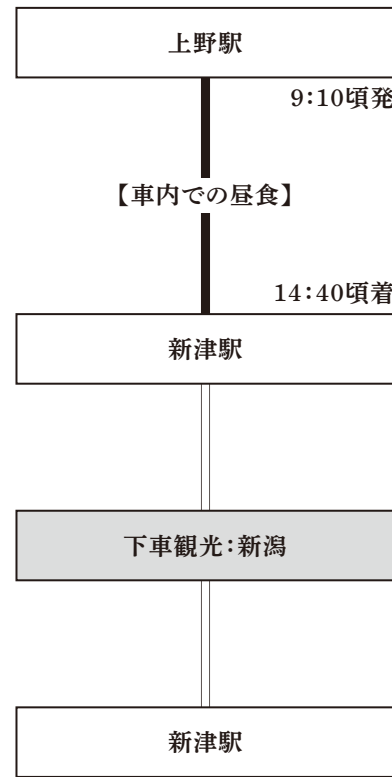 上野駅
9:10頃発
【車内での昼食】
14:40頃着
新津駅
下車観光:新潟
新津駅